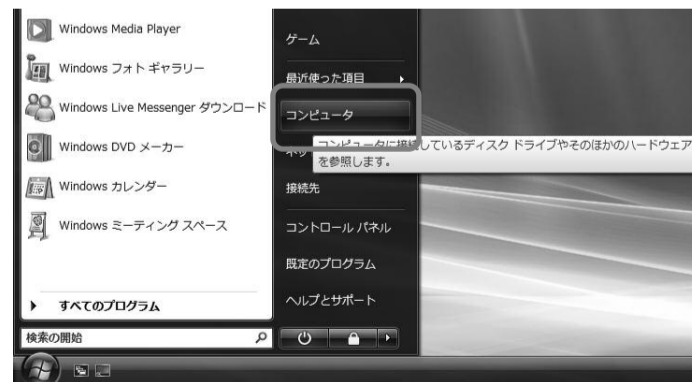 Windows Media Player
Windows フォト ギャラリー
Windows Live Messenger ダウンロード
Windows DVD メーカー
Windows カレンダー
Windows ミーティング スペース
すべてのプログラム
検索の開始
ゲーム
最近使った項目
コンピュータ
コンピュータに接続しているディスク ドライブやそのほかのハードウェア
を参照します。
接続先
コントロール パネル
既定のプログラム
ヘルプとサポート